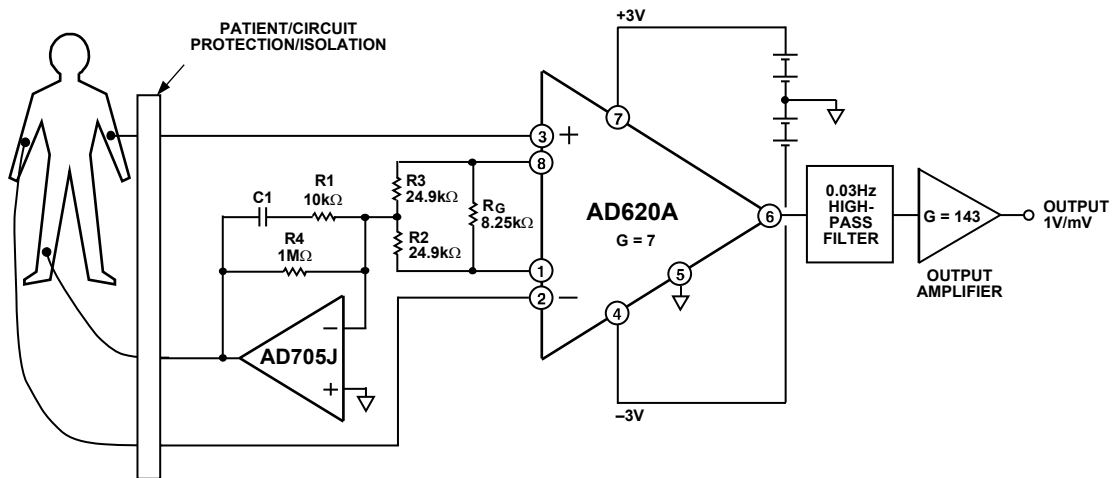 PATIENT/CIRCUIT
PROTECTION/ISOLATION
+3V
3
+
8
7
C1
R1
10kΩ
R3
24.9kΩ
RG
8.25kΩ
R4
1MΩ
R2
24.9kΩ
1
2
–
AD620A
G = 7
6
5
4
0.03Hz
HIGH-
PASS
FILTER
G = 143
OUTPUT
1V/mV
OUTPUT
AMPLIFIER
–
AD705J
+
–3V